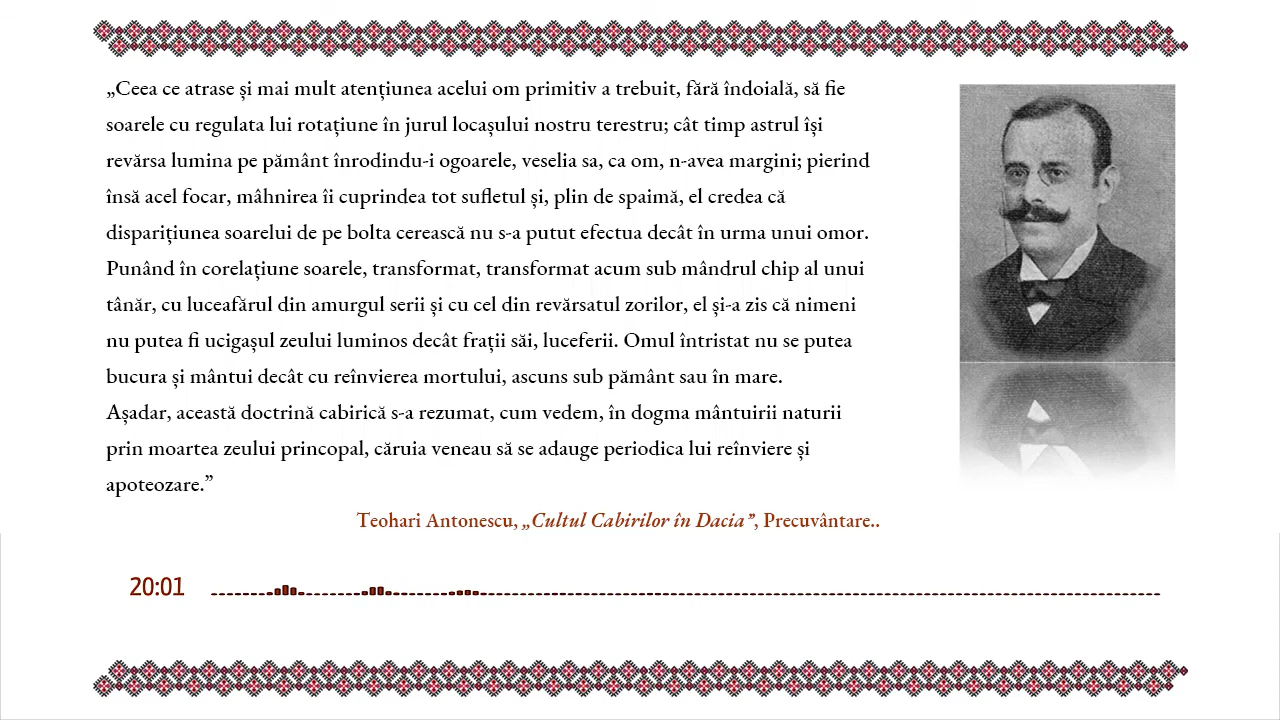 „Ceea ce atrase și mai mult atențiunea acelui om primitiv a trebuit, fără îndoială, să fie
soarele cu regulata lui rotațiune în jurul locașului nostru terestru; cât timp astrul își
revărsa lumina pe pământ înrodindu-i ogoarele, veselia sa, ca om, n-avea margini; pierind
însă acel focar, mâhnirea îi cuprindea tot sufletul și, plin de spaimă, el credea că
disparițiunea soarelui de pe bolta cerească nu s-a putut efectua decât în urma unui omor.
Punând în corelațiune soarele, transformat, transformat acum sub mândrul chip al unui
tânăr, cu luceafărul din amurgul serii și cu cel din revărsatul zorilor, el și-a zis că nimeni
nu putea fi ucigașul zeului luminos decât frații săi, luceferii. Omul întristat nu se putea
bucura și mântui decât cu reînvierea mortului, ascuns sub pământ sau în mare.
Așadar, această doctrină cabirică s-a rezumat, cum vedem, în dogma mântuirii naturii
prin moartea zeului princopal, căruia veneau să se adauge periodica lui reînviere și
apoteozare.”
Teohari Antonescu, „Cultul Cabirilor în Dacia”, Precuvântare..
20:01